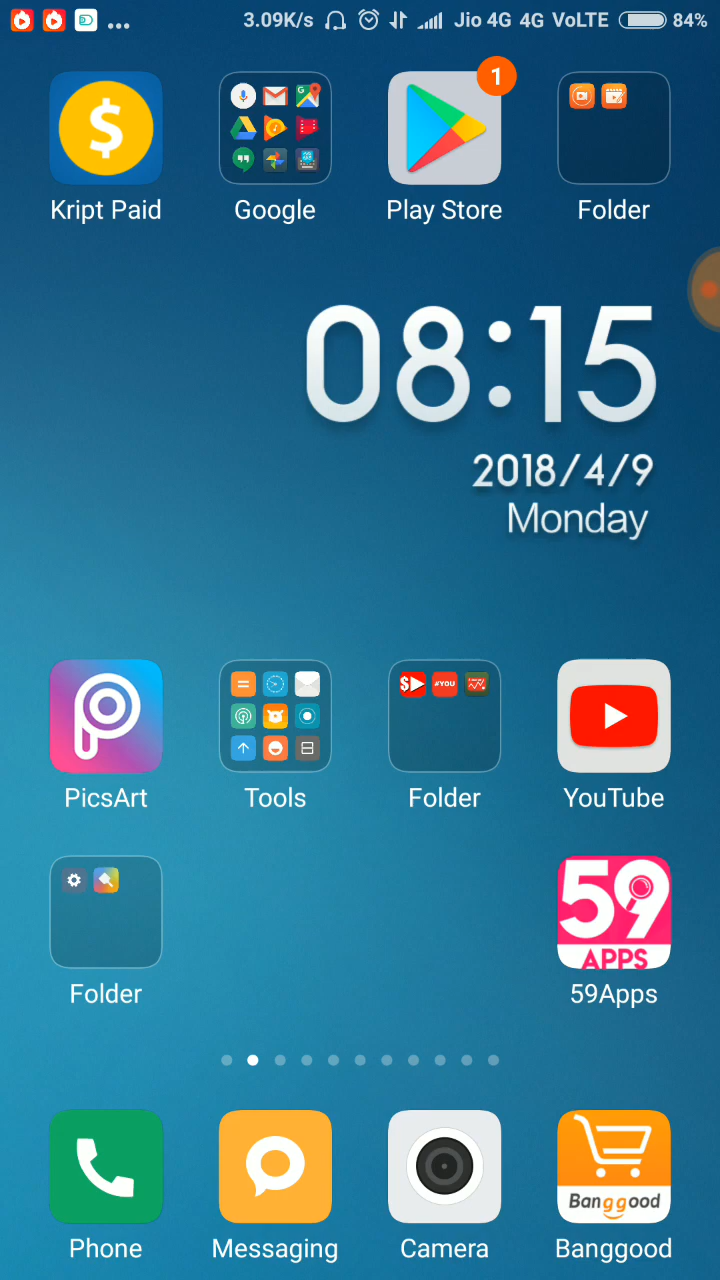 3.09K/s Jio 4G 4G VoLTE 84%
1
$
Kript Paid Google Play Store Folder
08:15
2018/4/9
Monday
$ #YOU
PicsArt Tools Folder YouTube
59
APPS
Folder 59Apps
Banggood
Phone Messaging Camera Banggood